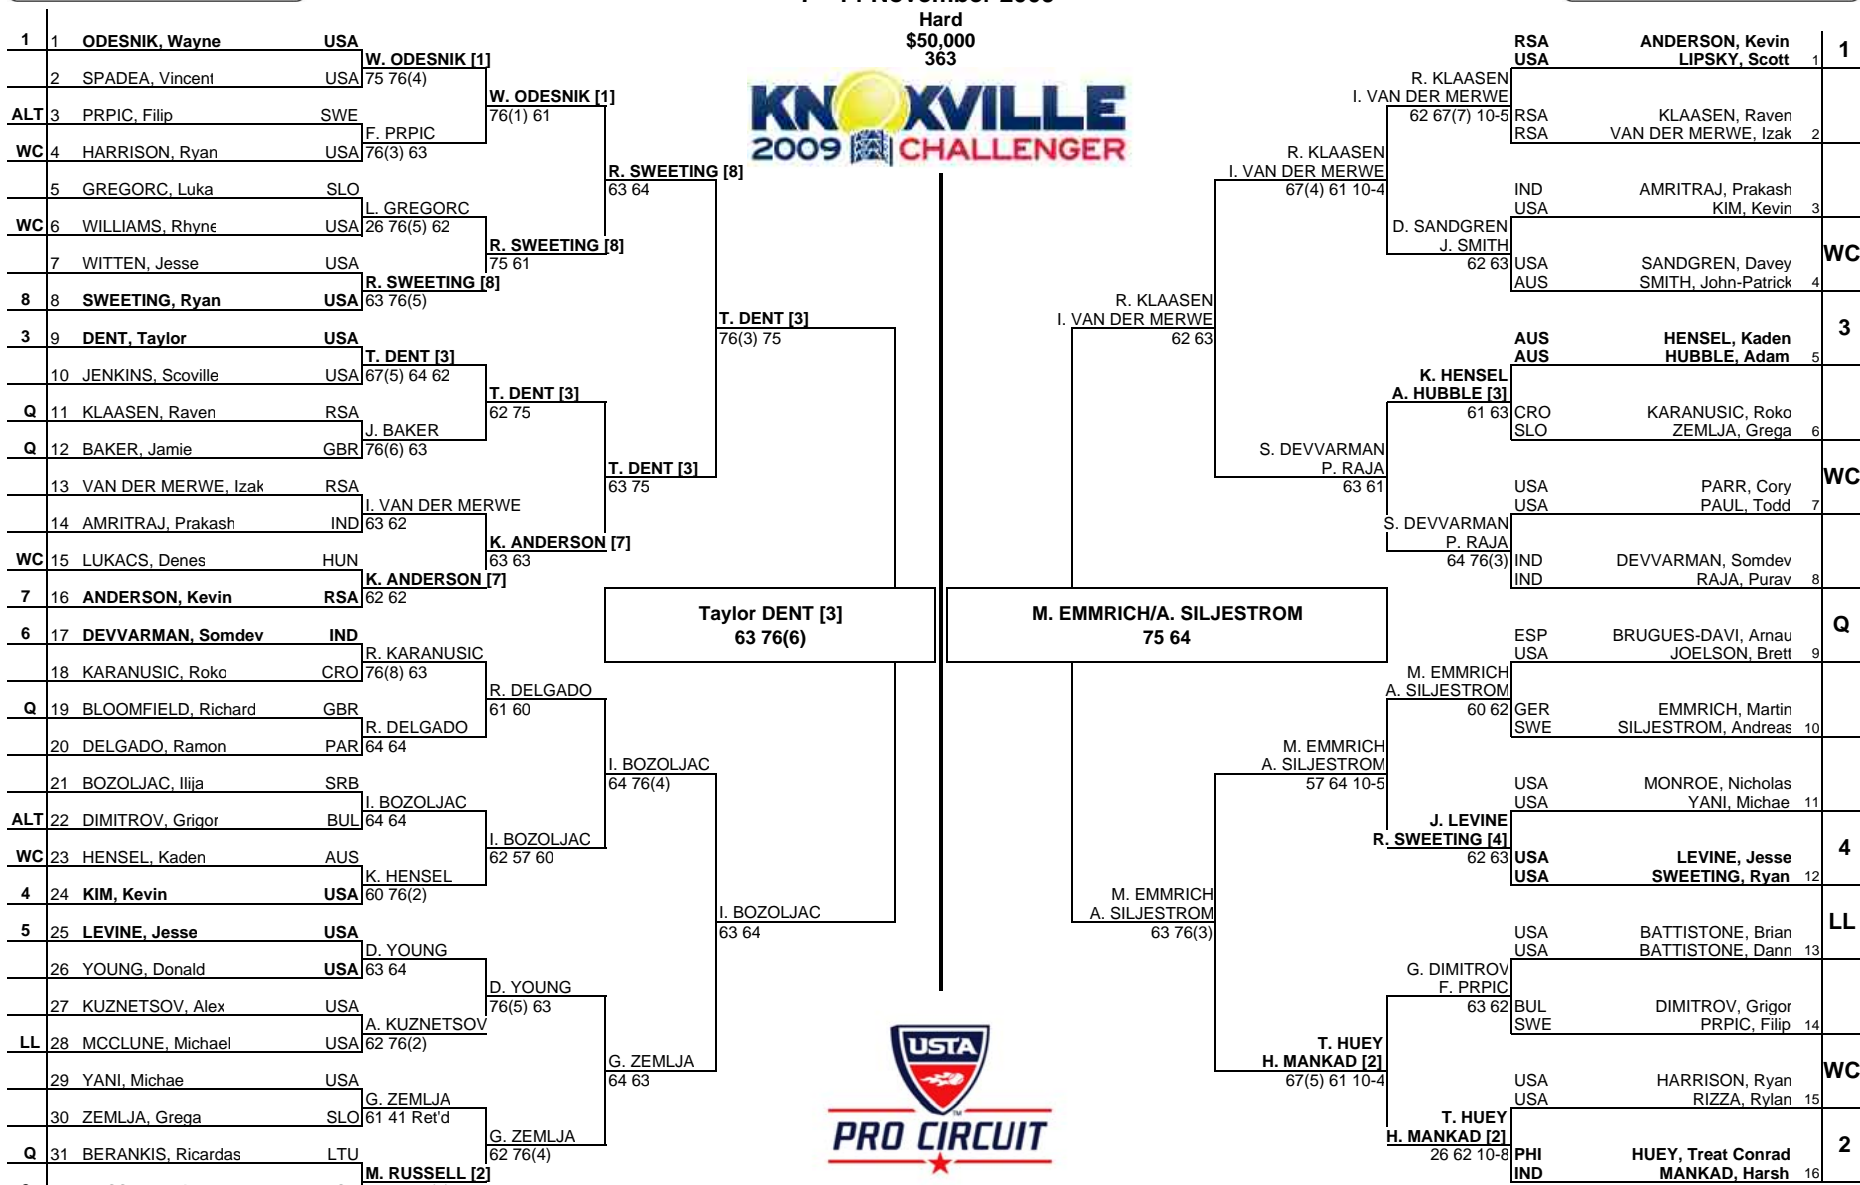 Hard
$50,000
363
KNOXVILLE
2009 CHALLENGER
1 1 ODESNIK, Wayne USA
W. ODESNIK [1]
2 SPADEA, Vincent USA 75 76(4)
W. ODESNIK [1]
ALT 3 PRPIC, Filip SWE 76(1) 61
F. PRPIC
WC 4 HARRISON, Ryan USA 76(3) 63
R. SWEETING [8]
5 GREGORC, Luka SLO 63 64
L. GREGORC
WC 6 WILLIAMS, Rhyne USA 26 76(5) 62
R. SWEETING [8]
7 WITTEN, Jesse USA 75 61
R. SWEETING [8]
8 8 SWEETING, Ryan USA 63 76(5)
T. DENT [3]
3 9 DENT, Taylor USA 76(3) 75
T. DENT [3]
10 JENKINS, Scoville USA 67(5) 64 62
T. DENT [3]
Q 11 KLAASEN, Raven RSA 62 75
J. BAKER
Q 12 BAKER, Jamie GBR 76(6) 63
T. DENT [3]
13 VAN DER MERWE, Izak RSA 63 75
I. VAN DER MERWE
14 AMRITRAJ, Prakash IND 63 62
K. ANDERSON [7]
WC 15 LUKACS, Denes HUN 63 63
K. ANDERSON [7]
7 16 ANDERSON, Kevin RSA 62 62
Taylor DENT [3]
63 76(6)
6 17 DEVVARMAN, Somdev IND
R. KARANUSIC
18 KARANUSIC, Roko CRO 76(8) 63
R. DELGADO
Q 19 BLOOMFIELD, Richard GBR 61 60
R. DELGADO
20 DELGADO, Ramon PAR 64 64
I. BOZOLJAC
21 BOZOLJAC, Ilija SRB 64 76(4)
I. BOZOLJAC
ALT 22 DIMITROV, Grigor BUL 64 64
I. BOZOLJAC
WC 23 HENSEL, Kaden AUS 62 57 60
K. HENSEL
4 24 KIM, Kevin USA 60 76(2)
I. BOZOLJAC
5 25 LEVINE, Jesse USA 63 64
D. YOUNG
26 YOUNG, Donald USA 63 64
D. YOUNG
27 KUZNETSOV, Alex USA 76(5) 63
A. KUZNETSOV
LL 28 MCCLUNE, Michael USA 62 76(2)
G. ZEMLJA
29 YANI, Michae USA 64 63
G. ZEMLJA
30 ZEMLJA, Grega SLO 61 41 Ret'd
G. ZEMLJA
Q 31 BERANKIS, Ricardas LTU 62 76(4)
M. RUSSELL [2]
RSA ANDERSON, Kevin
USA LIPSKY, Scott 1 1
R. KLAASEN
I. VAN DER MERWE
62 67(7) 10-5 RSA KLAASEN, Raven
RSA VAN DER MERWE, Izak 2
R. KLAASEN
I. VAN DER MERWE
67(4) 61 10-4
IND AMRITRAJ, Prakash
USA KIM, Kevin 3
D. SANDGREN
J. SMITH WC
62 63 USA SANDGREN, Davey
AUS SMITH, John-Patrick 4
R. KLAASEN
I. VAN DER MERWE
62 63
3
AUS HENSEL, Kaden
AUS HUBBLE, Adam 5
K. HENSEL
A. HUBBLE [3]
61 63 CRO KARANUSIC, Roko
SLO ZEMLJA, Grega 6
S. DEVVARMAN
P. RAJA
63 61
WC
USA PARR, Cory
USA PAUL, Todd 7
S. DEVVARMAN
P. RAJA
64 76(3) IND DEVVARMAN, Somdev
IND RAJA, Purav 8
M. EMMRICH/A. SILJESTROM
75 64
Q
ESP BRUGUES-DAVI, Arnau
USA JOELSON, Brett 9
M. EMMRICH
A. SILJESTROM
60 62 GER EMMRICH, Martin
SWE SILJESTROM, Andreas 10
M. EMMRICH
A. SILJESTROM
57 64 10-5
USA MONROE, Nicholas
USA YANI, Michae 11
J. LEVINE
R. SWEETING [4] 4
62 63 USA LEVINE, Jesse
USA SWEETING, Ryan 12
M. EMMRICH
A. SILJESTROM
63 76(3)
LL
USA BATTISTONE, Brian
USA BATTISTONE, Dann 13
G. DIMITROV
F. PRPIC
63 62 BUL DIMITROV, Grigor
SWE PRPIC, Filip 14
T. HUEY
H. MANKAD [2]
67(5) 61 10-4
WC
USA HARRISON, Ryan
USA RIZZA, Rylan 15
T. HUEY
H. MANKAD [2] 2
26 62 10-8 PHI HUEY, Treat Conrad
IND MANKAD, Harsh 16
USTA
TM
PRO CIRCUIT